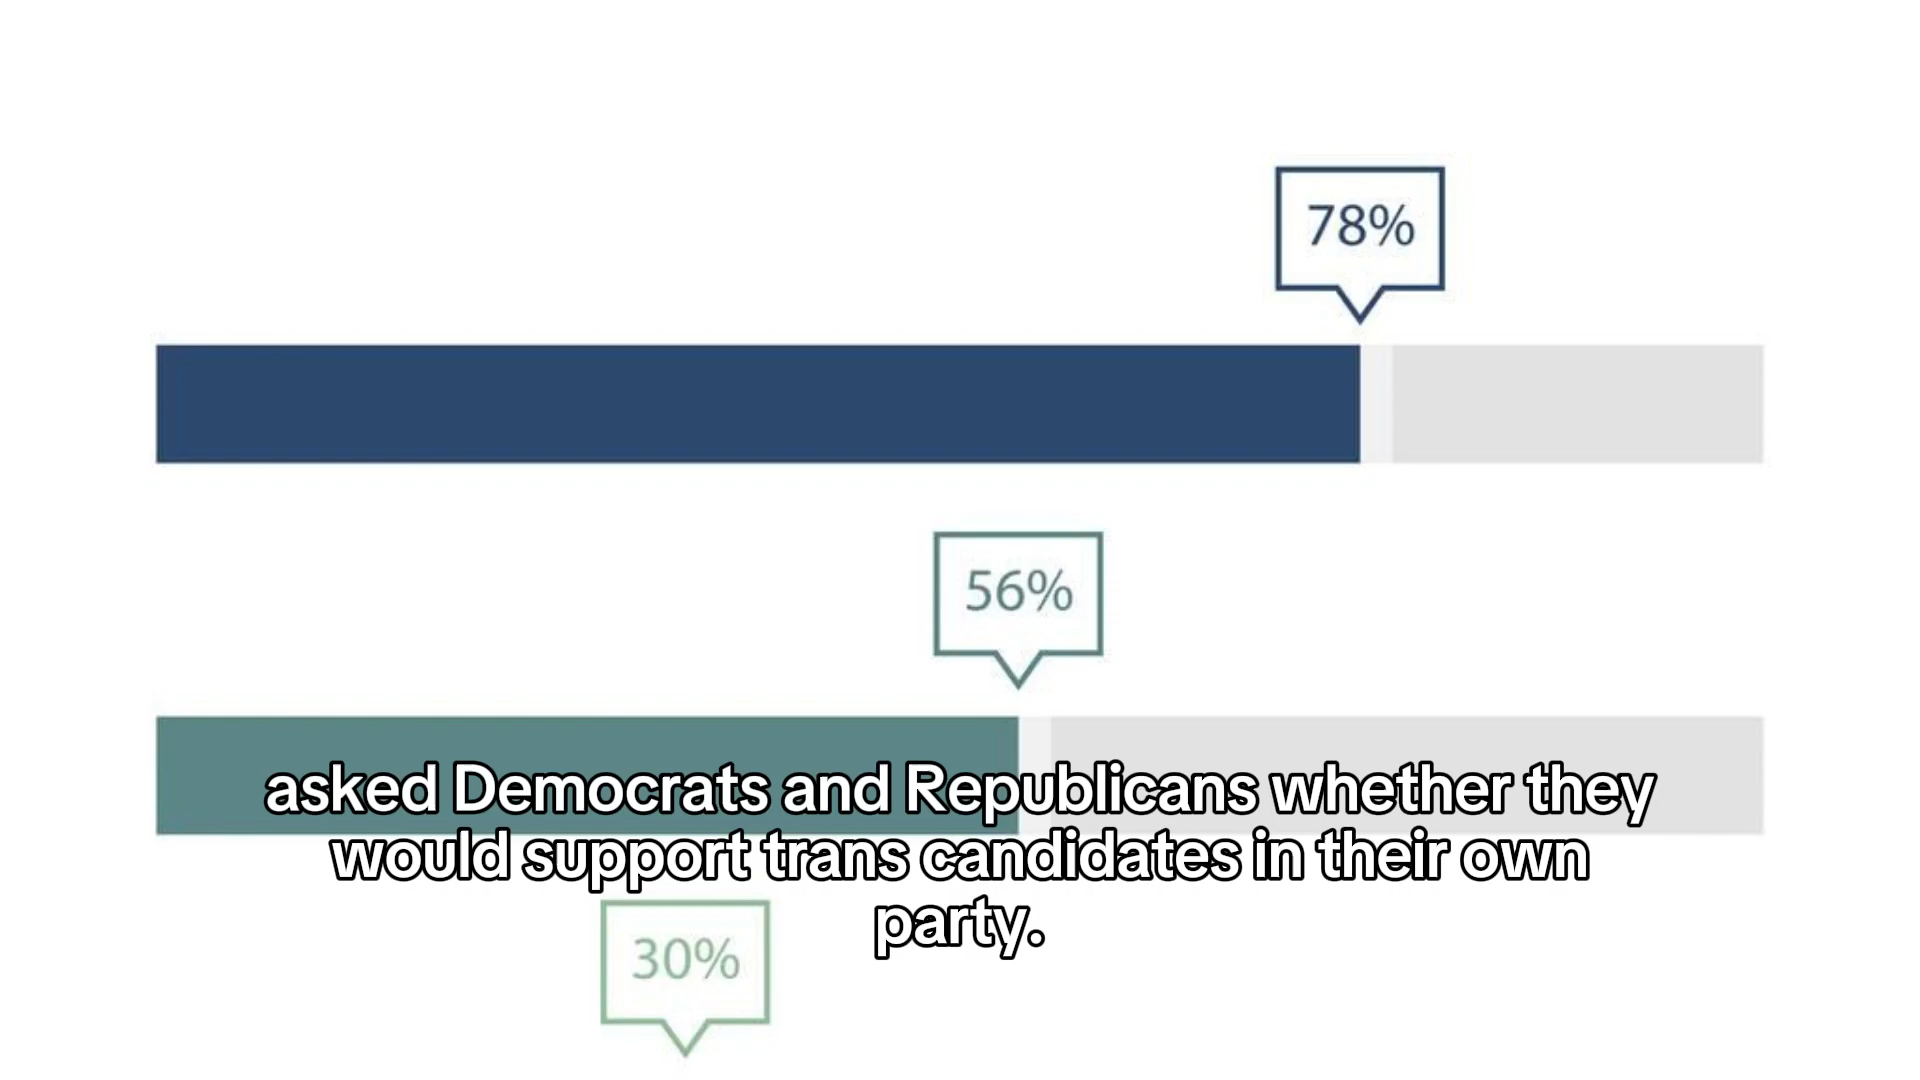 78%
56%
asked Democrats and Republicans whether they
would support trans candidates in their own
party.
30%